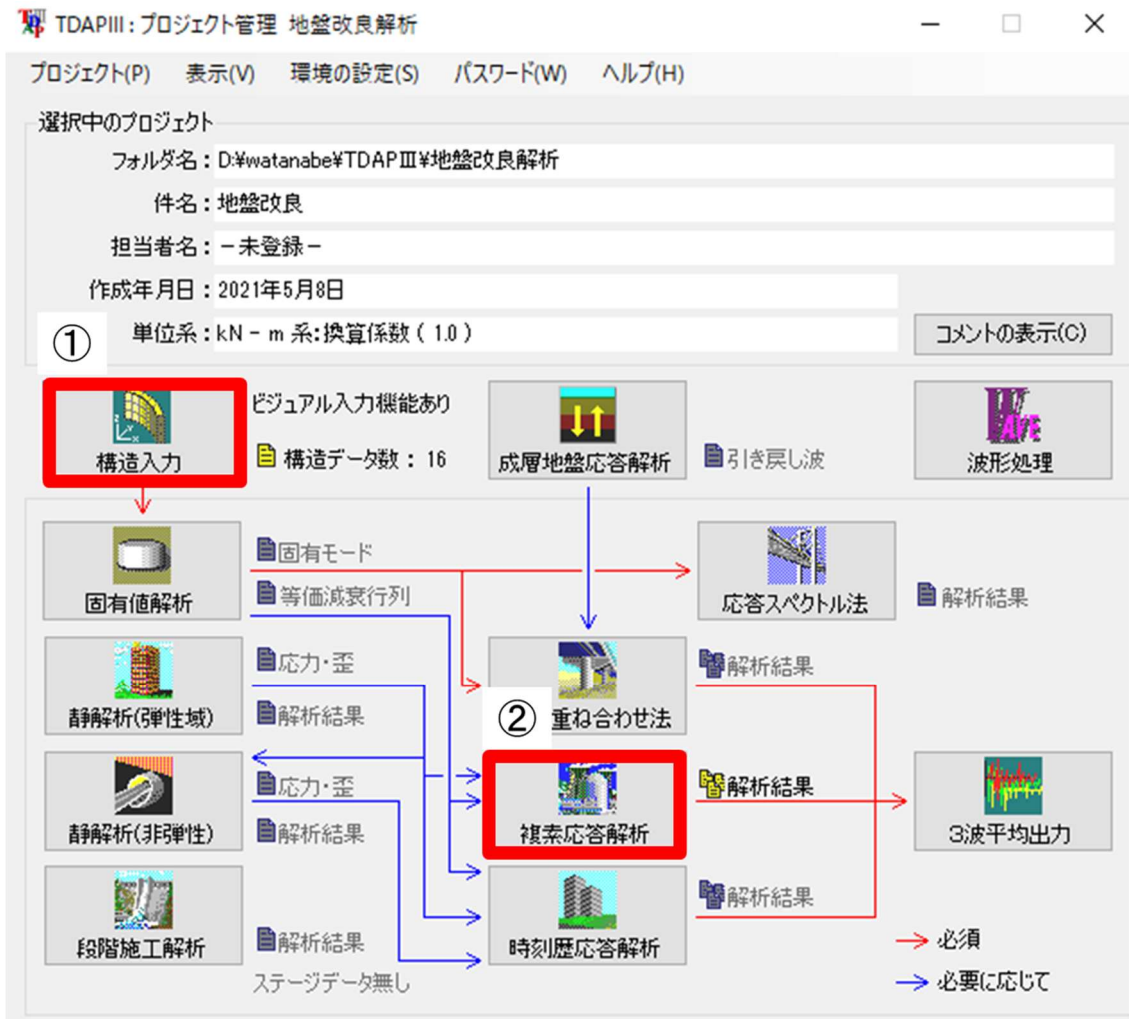 TDAPIII : プロジェクト管理 地盤改良解析
プロジェクト(P) 表示(V) 環境の設定(S) パスワード(W) ヘルプ(H)
選択中のプロジェクト
フォルダ名 : D:¥watanabe¥TDAPⅢ¥地盤改良解析
件名 : 地盤改良
担当者名 : －未登録－
作成年月日 : 2021年5月8日
① 単位系 : kN - m 系:換算係数 ( 1.0 ) コメントの表示(C)
ビジュアル入力機能あり
構造入力 構造データ数 : 16 成層地盤応答解析 引き戻し波 WAVE 波形処理
固有モード
固有値解析 等価減衰行列 応答スペクトル法 解析結果
応力・歪 解析結果
静解析(弾性域) 解析結果 ② 重ね合わせ法
応力・歪 解析結果
静解析(非弾性) 解析結果 複素応答解析 3波平均出力
解析結果
段階施工解析 解析結果 時刻歴応答解析 必須
ステージデータ無し 必要に応じて